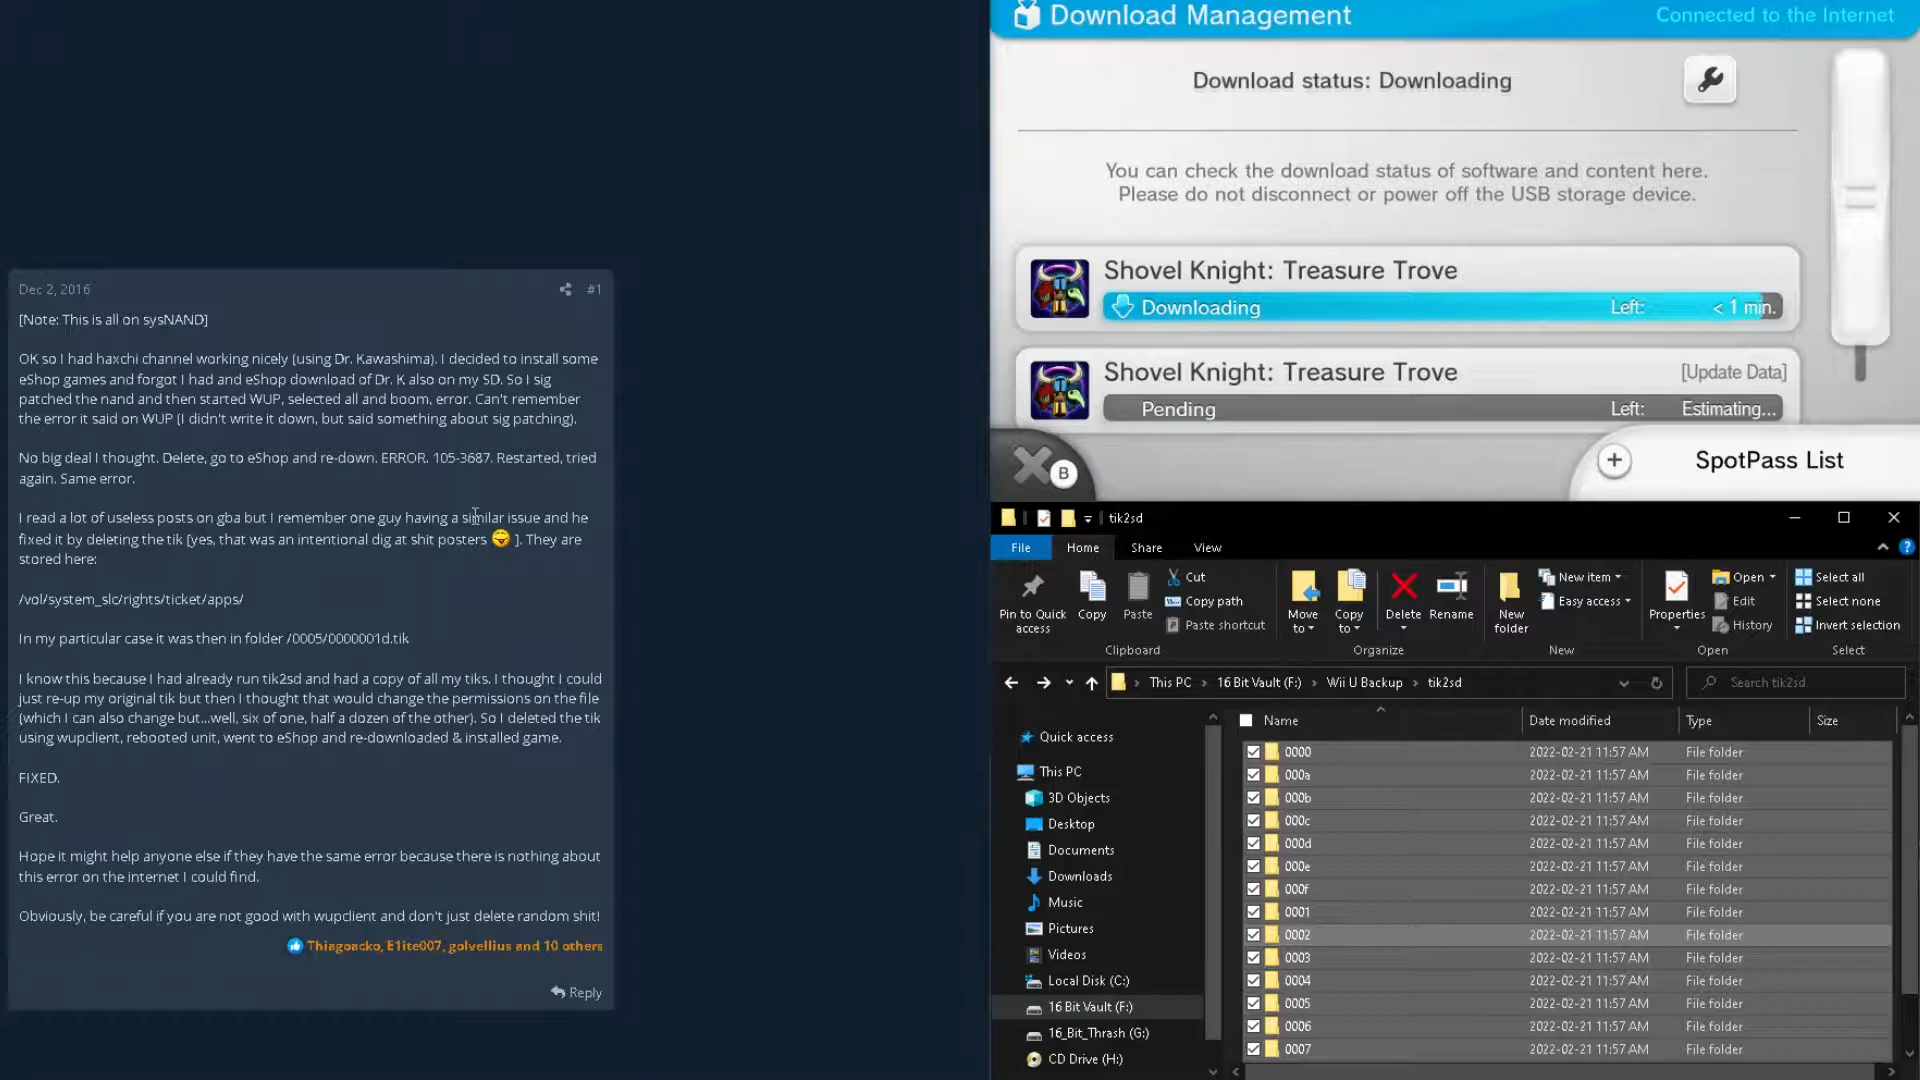 Dec 2, 2016
#1
[Note: This is all on sysNAND]
OK so I had haxchi channel working nicely (using Dr. Kawashima). I decided to install some
eShop games and forgot I had and eShop download of Dr. K also on my SD. So I sig
patched the nand and then started WUP, selected all and boom, error. Can't remember
the error it said on WUP (I didn't write it down, but said something about sig patching).
No big deal I thought. Delete, go to eShop and re-down. ERROR. 105-3687. Restarted, tried
again. Same error.
I read a lot of useless posts on gba but I remember one guy having a similar issue and he
fixed it by deleting the tik [yes, that was an intentional dig at shit posters ]. They are
stored here:
/vol/system_slc/rights/ticket/apps/
In my particular case it was then in folder /0005/0000001d.tik
I know this because I had already run tik2sd and had a copy of all my tiks. I thought I could
just re-up my original tik but then I thought that would change the permissions on the file
(which I can also change but...well, six of one, half a dozen of the other). So I deleted the tik
using wupclient, rebooted unit, went to eShop and re-downloaded & installed game.
FIXED.
Great.
Hope it might help anyone else if they have the same error because there is nothing about
this error on the internet I could find.
Obviously, be careful if you are not good with wupclient and don't just delete random shit!
Thiagoacko, E1ite007, golvellius and 10 others
Reply
Download Management
Connected to the Internet
Download status: Downloading
You can check the download status of software and content here.
Please do not disconnect or power off the USB storage device.
Shovel Knight: Treasure Trove
Downloading Left: < 1 min.
Shovel Knight: Treasure Trove [Update Data]
Pending Left: Estimating...
B
SpotPass List
tik2sd
File Home Share View
Pin to Quick access
Copy
Paste
Cut
Copy path
Paste shortcut
Clipboard
Move to
Copy to
Delete
Rename
Organize
New folder
New item
Easy access
New
Properties
Open
Edit
History
Open
Select all
Select none
Invert selection
Select
This PC > 16 Bit Vault (F:) > Wii U Backup > tik2sd
Search tik2sd
Quick access
This PC
3D Objects
Desktop
Documents
Downloads
Music
Pictures
Videos
Local Disk (C:)
16 Bit Vault (F:)
16_Bit_Thrash (G:)
CD Drive (H:)
Name Date modified Type Size
0000 2022-02-21 11:57 AM File folder
000a 2022-02-21 11:57 AM File folder
000b 2022-02-21 11:57 AM File folder
000c 2022-02-21 11:57 AM File folder
000d 2022-02-21 11:57 AM File folder
000e 2022-02-21 11:57 AM File folder
000f 2022-02-21 11:57 AM File folder
0001 2022-02-21 11:57 AM File folder
0002 2022-02-21 11:57 AM File folder
0003 2022-02-21 11:57 AM File folder
0004 2022-02-21 11:57 AM File folder
0005 2022-02-21 11:57 AM File folder
0006 2022-02-21 11:57 AM File folder
0007 2022-02-21 11:57 AM File folder